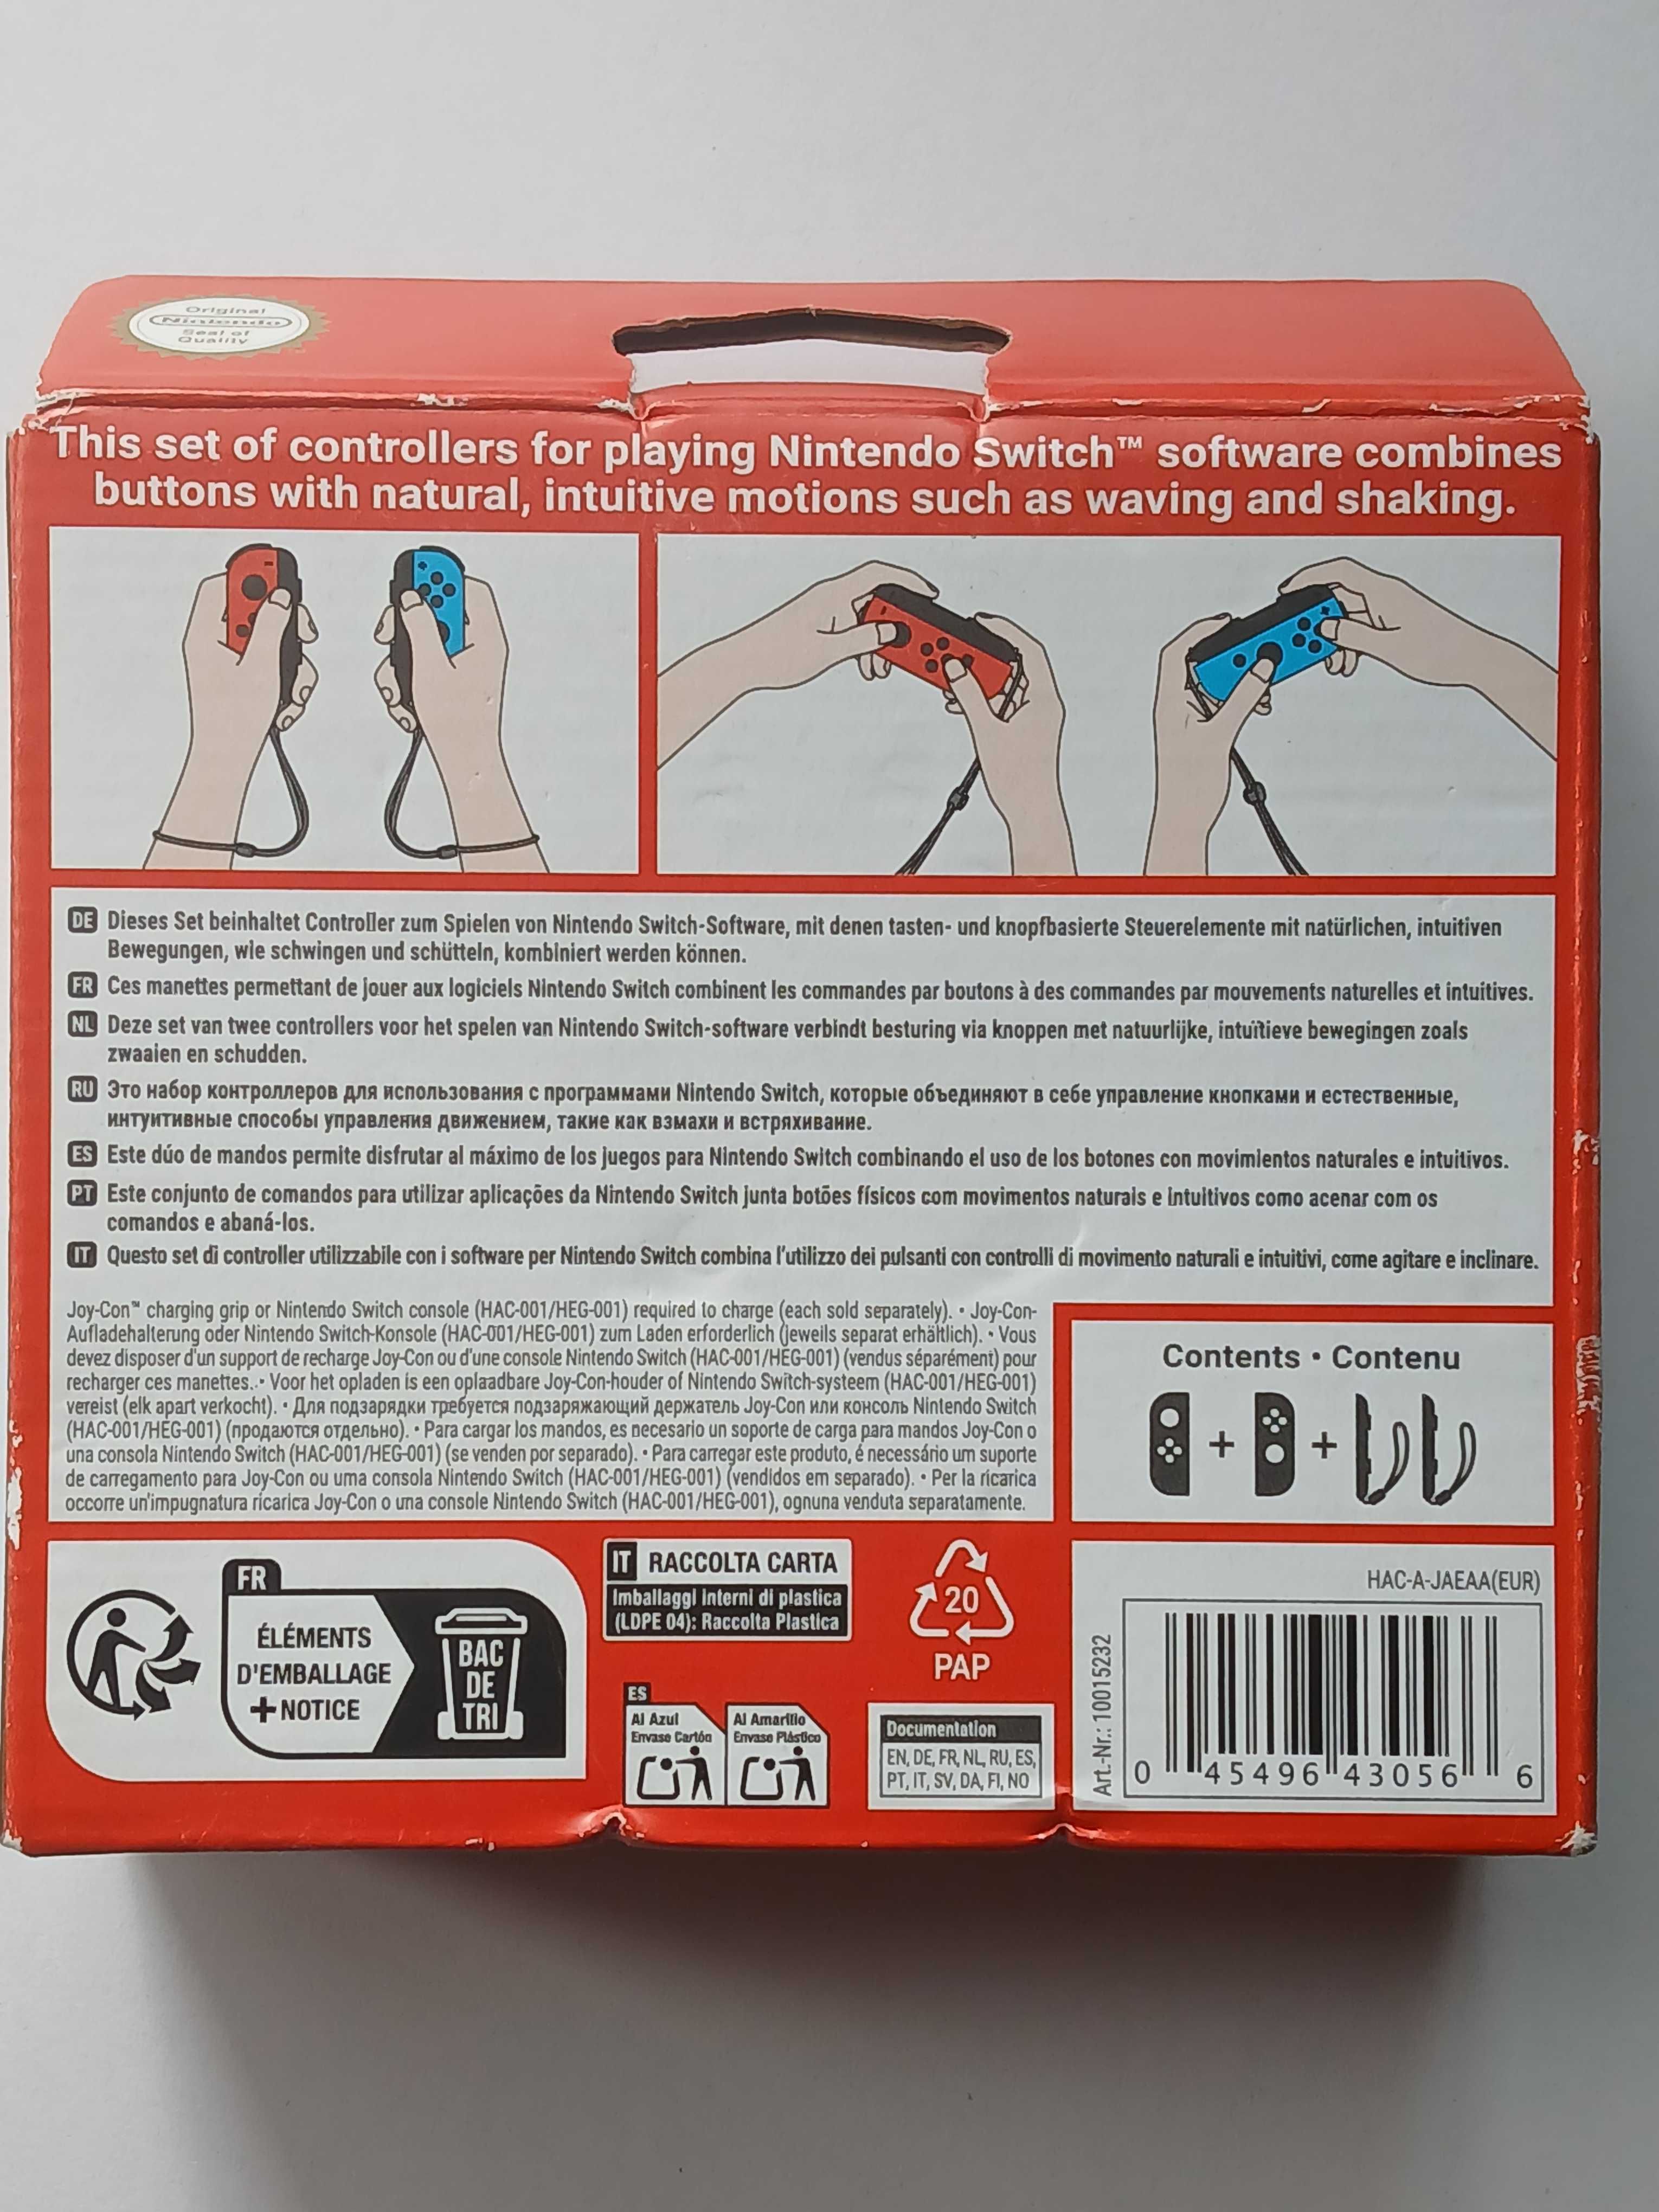 Original
Nintendo
Seal of
Quality
This set of controllers for playing Nintendo Switch™ software combines
buttons with natural, intuitive motions such as waving and shaking.
DE Dieses Set beinhaltet Controller zum Spielen von Nintendo Switch-Software, mit denen tasten- und knopfbasierte Steuerelemente mit natürlichen, intuitiven
Bewegungen, wie schwingen und schütteln, kombiniert werden können.
FR Ces manettes permettant de jouer aux logiciels Nintendo Switch combinent les commandes par boutons à des commandes par mouvements naturelles et intuitives.
NL Deze set van twee controllers voor het spelen van Nintendo Switch-software verbindt besturing via knoppen met natuurlijke, intuïtieve bewegingen zoals
zwaaien en schudden.
RU Это набор контроллеров для использования с программами Nintendo Switch, которые объединяют в себе управление кнопками и естественные,
интуитивные способы управления движением, такие как взмахи и встряхивание.
ES Este dúo de mandos permite disfrutar al máximo de los juegos para Nintendo Switch combinando el uso de los botones con movimientos naturales e intuitivos.
PT Este conjunto de comandos para utilizar aplicações da Nintendo Switch junta botões físicos com movimentos naturais e intuitivos como acenar com os
comandos e abaná-los.
IT Questo set di controller utilizzabile con i software per Nintendo Switch combina l'utilizzo dei pulsanti con controlli di movimento naturali e intuitivi, come agitare e inclinare.
Joy-Con™ charging grip or Nintendo Switch console (HAC-001/HEG-001) required to charge (each sold separately). • Joy-Con-
Aufladehalterung oder Nintendo Switch-Konsole (HAC-001/HEG-001) zum Laden erforderlich (jeweils separat erhältlich). • Vous
devez disposer d'un support de recharge Joy-Con ou d'une console Nintendo Switch (HAC-001/HEG-001) (vendus séparément) pour
recharger ces manettes.. • Voor het opladen is een oplaadbare Joy-Con-houder of Nintendo Switch-systeem (HAC-001/HEG-001)
vereist (elk apart verkocht). • Для подзарядки требуется подзаряжающий держатель Joy-Con или консоль Nintendo Switch
(HAC-001/HEG-001) (продаются отдельно). • Para cargar los mandos, es necesario un soporte de carga para mandos Joy-Con o
una consola Nintendo Switch (HAC-001/HEG-001) (se venden por separado). • Para carregar este produto, é necessário um suporte
de carregamento para Joy-Con ou uma consola Nintendo Switch (HAC-001/HEG-001) (vendidos em separado). • Per la ricarica
occorre un'impugnatura ricarica Joy-Con o una console Nintendo Switch (HAC-001/HEG-001), ognuna venduta separatamente.
Contents • Contenu
FR
ÉLÉMENTS
D'EMBALLAGE
+ NOTICE
BAC
DE
TRI
IT RACCOLTA CARTA
Imballaggi interni di plastica
(LDPE 04): Raccolta Plastica
20
PAP
ES
Al Azul
Envase Cartón
Al Amarillo
Envase Plástico
Documentation
EN, DE, FR, NL, RU, ES,
PT, IT, SV, DA, FI, NO
HAC-A-JAEAA(EUR)
Art.-Nr.: 10015232
0 45496 43056 6